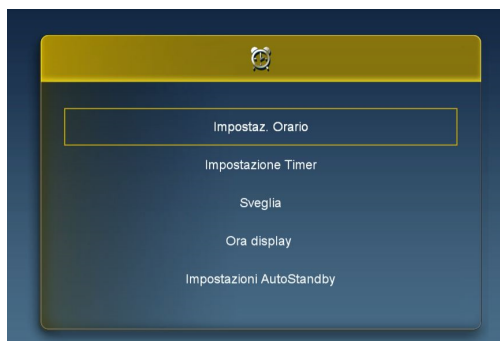 Impostaz. Orario
Impostazione Timer
Sveglia
Ora display
Impostazioni AutoStandby